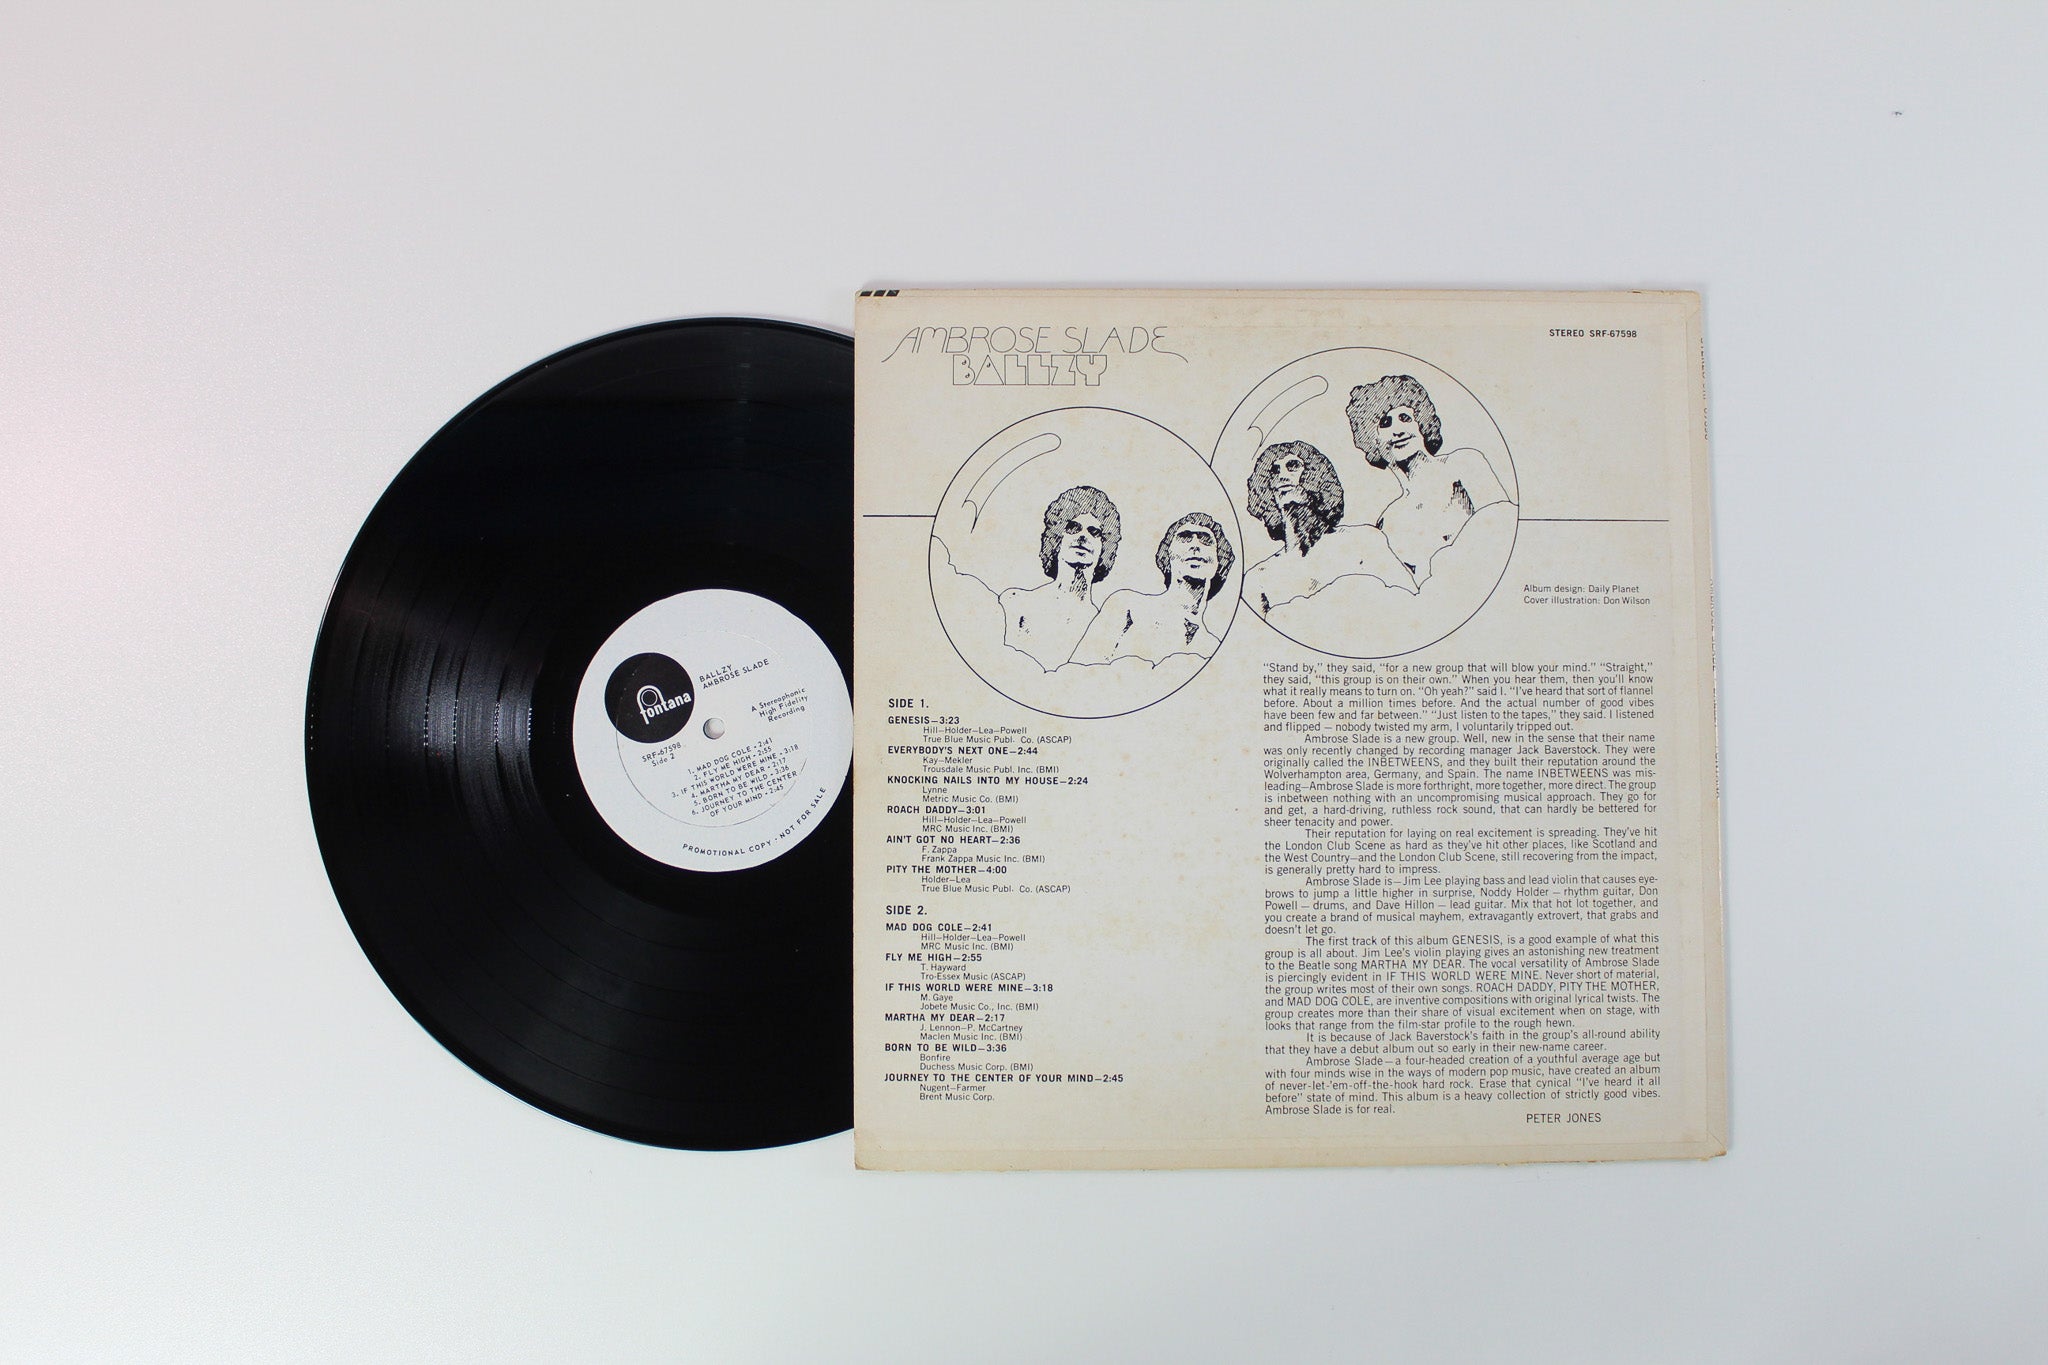 AMBROSE SLADE
BALLZY
STEREO SRF-67598
Album design: Daily Planet
Cover illustration: Don Wilson
SIDE 1.
GENESIS—3:23
Hill—Holder—Lea—Powell
True Blue Music Publ. Co. (ASCAP)
EVERYBODY'S NEXT ONE—2:44
Kay—Mekler
Trousdale Music Publ. Inc. (BMI)
KNOCKING NAILS INTO MY HOUSE—2:24
Lynne
Metric Music Co. (BMI)
ROACH DADDY—3:01
Hill—Holder—Lea—Powell
MRC Music Inc. (BMI)
AIN'T GOT NO HEART—2:36
F. Zappa
Frank Zappa Music Inc. (BMI)
PITY THE MOTHER—4:00
Holder—Lea
True Blue Music Publ. Co. (ASCAP)
SIDE 2.
MAD DOG COLE—2:41
Hill—Holder—Lea—Powell
MRC Music Inc. (BMI)
FLY ME HIGH—2:55
T. Hayward
Tro-Essex Music (ASCAP)
IF THIS WORLD WERE MINE—3:18
M. Gaye
Jobete Music Co., Inc. (BMI)
MARTHA MY DEAR—2:17
J. Lennon—P. McCartney
Maclen Music Inc. (BMI)
BORN TO BE WILD—3:36
Bonfire
Duchess Music Corp. (BMI)
JOURNEY TO THE CENTER OF YOUR MIND—2:45
Nugent—Farmer
Brent Music Corp.
"Stand by," they said, "for a new group that will blow your mind." "Straight,"
they said, "this group is on their own." When you hear them, then you'll know
what it really means to turn on. "Oh yeah?" said I. "I've heard that sort of flannel
before. About a million times before. And the actual number of good vibes
have been few and far between." "Just listen to the tapes," they said. I listened
and flipped — nobody twisted my arm, I voluntarily tripped out.
Ambrose Slade is a new group. Well, new in the sense that their name
was only recently changed by recording manager Jack Baverstock. They were
originally called the INBETWEENS, and they built their reputation around the
Wolverhampton area, Germany, and Spain. The name INBETWEENS was mis-
leading—Ambrose Slade is more forthright, more together, more direct. The group
is inbetween nothing with an uncompromising musical approach. They go for
and get, a hard-driving, ruthless rock sound, that can hardly be bettered for
sheer tenacity and power.
Their reputation for laying on real excitement is spreading. They've hit
the London Club Scene as hard as they've hit other places, like Scotland and
the West Country—and the London Club Scene, still recovering from the impact,
is generally pretty hard to impress.
Ambrose Slade is—Jim Lee playing bass and lead violin that causes eye-
brows to jump a little higher in surprise, Noddy Holder — rhythm guitar, Don
Powell — drums, and Dave Hillon — lead guitar. Mix that hot lot together, and
you create a brand of musical mayhem, extravagantly extrovert, that grabs and
doesn't let go.
The first track of this album GENESIS, is a good example of what this
group is all about. Jim Lee's violin playing gives an astonishing new treatment
to the Beatle song MARTHA MY DEAR. The vocal versatility of Ambrose Slade
is piercingly evident in IF THIS WORLD WERE MINE. Never short of material,
the group writes most of their own songs. ROACH DADDY, PITY THE MOTHER,
and MAD DOG COLE, are inventive compositions with original lyrical twists. The
group creates more than their share of visual excitement when on stage, with
looks that range from the film-star profile to the rough hewn.
It is because of Jack Baverstock's faith in the group's all-round ability
that they have a debut album out so early in their new-name career.
Ambrose Slade—a four-headed creation of a youthful average age but
with four minds wise in the ways of modern pop music, have created an album
of never-let-'em-off-the-hook hard rock. Erase that cynical "I've heard it all
before" state of mind. This album is a heavy collection of strictly good vibes.
Ambrose Slade is for real.
PETER JONES
fontana
BALLZY
AMBROSE SLADE
A Stereophonic
High Fidelity
Recording
SRF-67598
Side 2
1. MAD DOG COLE • 2:41
2. FLY ME HIGH • 2:55
3. IF THIS WORLD WERE MINE • 3:18
4. MARTHA MY DEAR • 2:17
5. BORN TO BE WILD • 3:36
6. JOURNEY TO THE CENTER
OF YOUR MIND • 2:45
PROMOTIONAL COPY • NOT FOR SALE